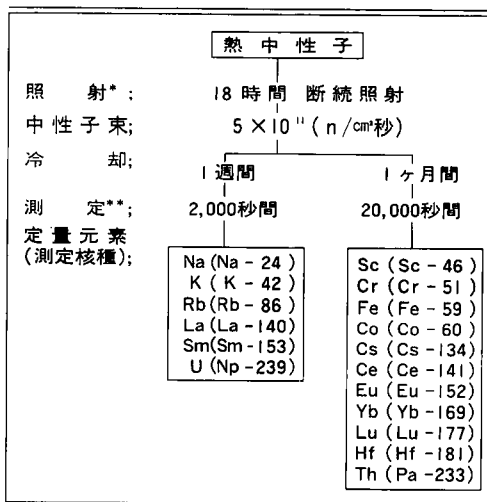 熱中性子
照射*; 18時間 断続照射
中性子束; 5×10¹¹(n/cm²秒)
冷却; 1週間 1ヶ月間
測定**; 2,000秒間 20,000秒間
定量元素
(測定核種);
Na(Na-24)
K(K-42)
Rb(Rb-86)
La(La-140)
Sm(Sm-153)
U(Np-239)
Sc(Sc-46)
Cr(Cr-51)
Fe(Fe-59)
Co(Co-60)
Cs(Cs-134)
Ce(Ce-141)
Eu(Eu-152)
Yb(Yb-169)
Lu(Lu-177)
Hf(Hf-181)
Th(Pa-233)